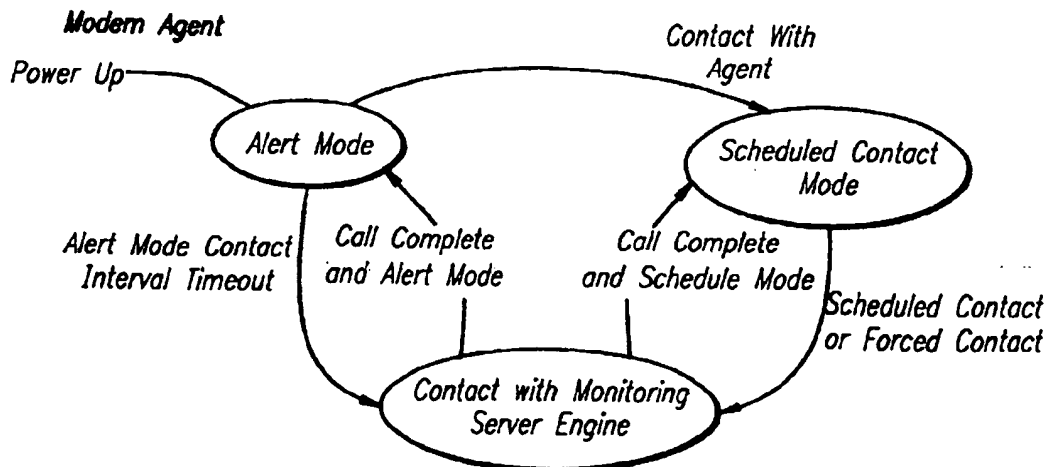 Modem Agent
Power Up
Contact With
Agent
Alert Mode
Scheduled Contact
Mode
Alert Mode Contact
Interval Timeout
Call Complete
and Alert Mode
Call Complete
and Schedule Mode
Scheduled Contact
or Forced Contact
Contact with Monitoring
Server Engine